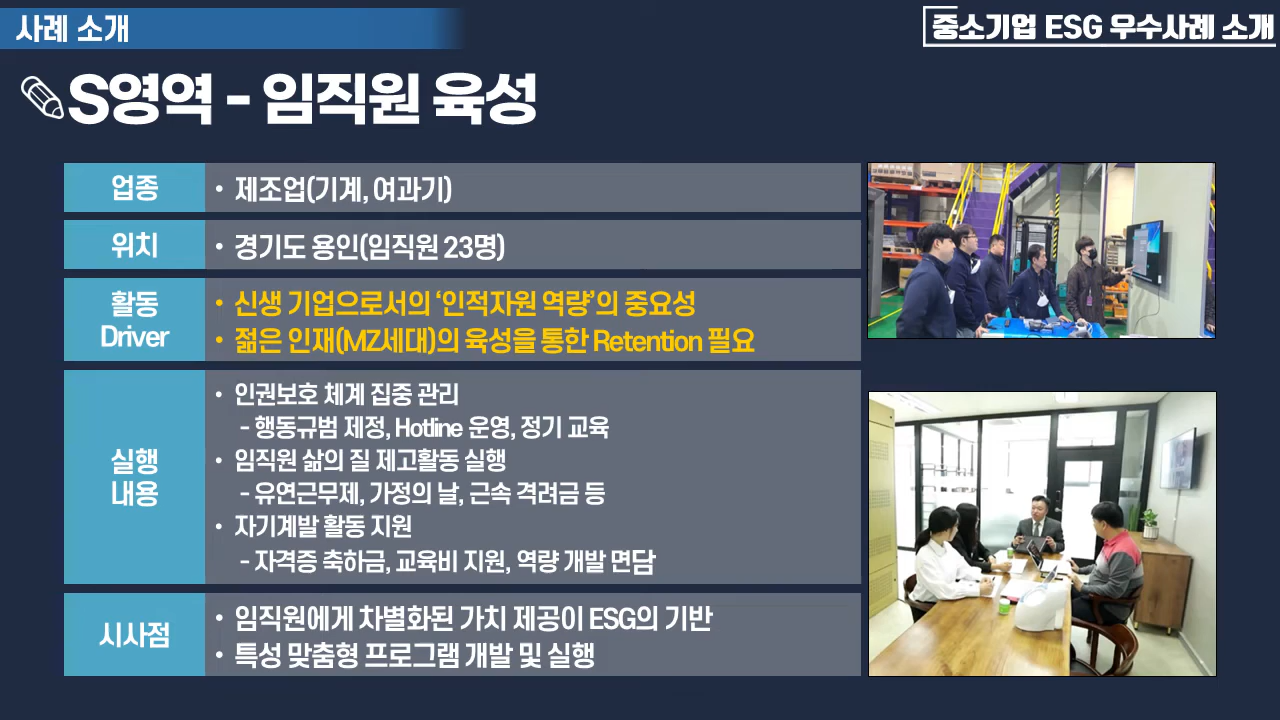 사례 소개
중소기업 ESG 우수사례 소개
S영역 - 임직원 육성
업종
• 제조업(기계, 여과기)
위치
• 경기도 용인(임직원 23명)
활동
Driver
• 신생 기업으로서의 ‘인적자원 역량’의 중요성
• 젊은 인재(MZ세대)의 육성을 통한 Retention 필요
실행
내용
• 인권보호 체계 집중 관리
- 행동규범 제정, Hotline 운영, 정기 교육
• 임직원 삶의 질 제고활동 실행
- 유연근무제, 가정의 날, 근속 격려금 등
• 자기계발 활동 지원
- 자격증 축하금, 교육비 지원, 역량 개발 면담
시사점
• 임직원에게 차별화된 가치 제공이 ESG의 기반
• 특성 맞춤형 프로그램 개발 및 실행